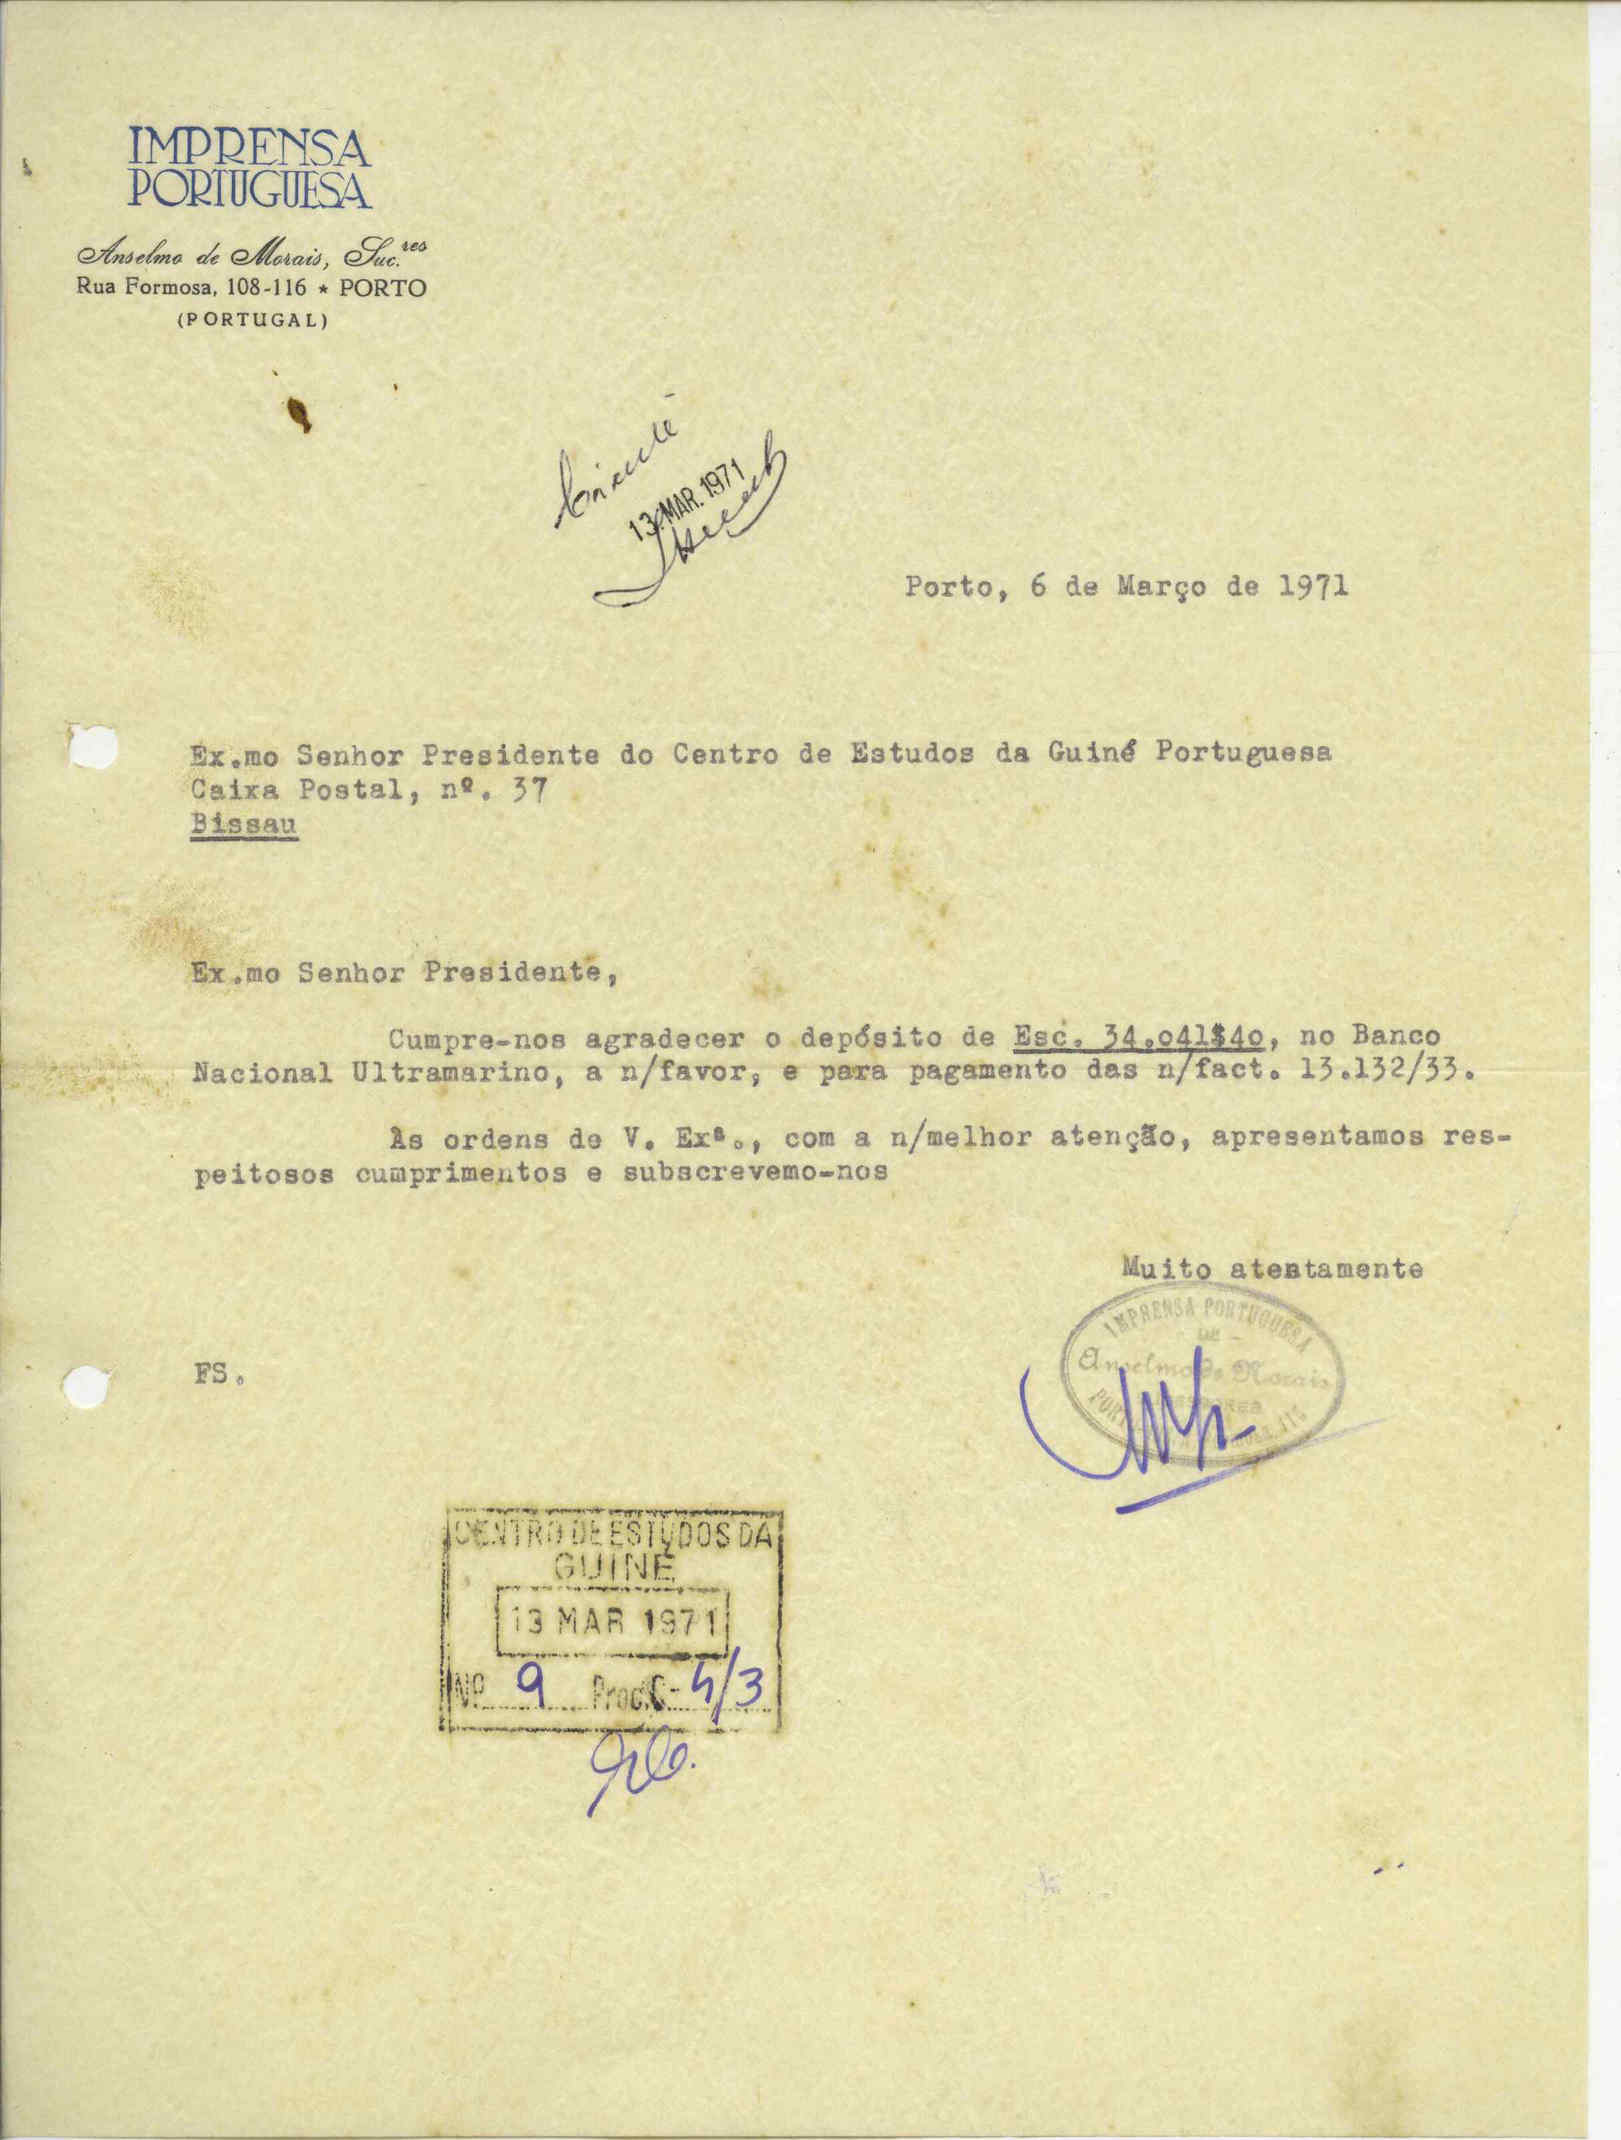 IMPRENSA
PORTUGUESA
Anselmo de Morais, Suc.res
Rua Formosa, 108-116 * PORTO
(PORTUGAL)
13. MAR. 1971
Porto, 6 de Março de 1971
Ex.mo Senhor Presidente do Centro de Estudos da Guiné Portuguesa
Caixa Postal, nº. 37
Bissau
Ex.mo Senhor Presidente,
Cumpre-nos agradecer o depósito de Esc. 34.041$40, no Banco
Nacional Ultramarino, a n/favor, e para pagamento das n/fact. 13.132/33.
Às ordens de V. Exª., com a n/melhor atenção, apresentamos res-
peitosos cumprimentos e subscrevemo-nos
Muito atentamente
IMPRENSA PORTUGUESA
DE
Anselmo de Morais
FS.
CENTRO DE ESTUDOS DA
GUINÉ
13 MAR 1971
Nº 9 Proc. C- 4/3